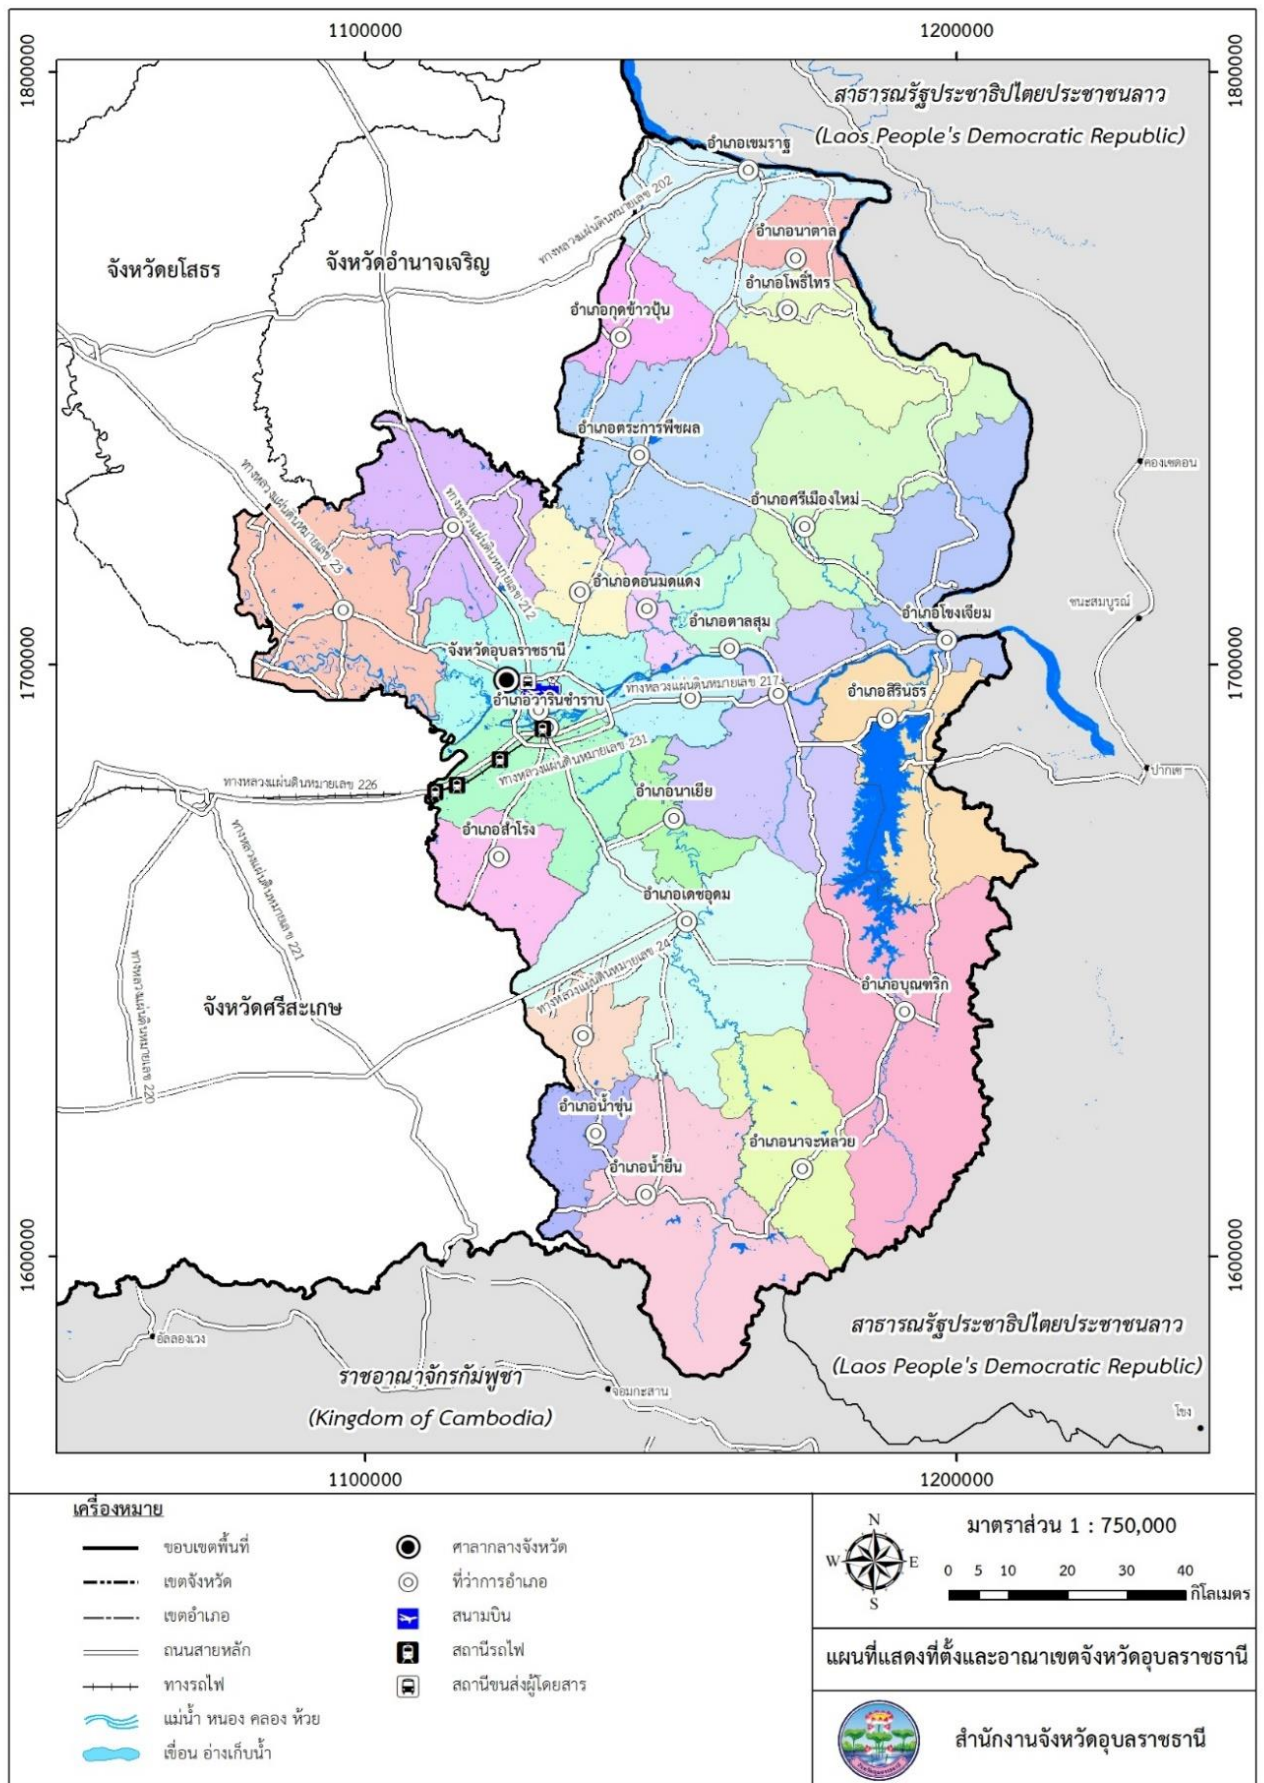 1100000
1200000
1800000
1800000
สาธารณรัฐประชาธิปไตยประชาชนลาว
(Laos People's Democratic Republic)
อำเภอเขมราฐ
ทางหลวงแผ่นดินหมายเลข 202
อำเภอนาตาล
จังหวัดยโสธร
จังหวัดอำนาจเจริญ
อำเภอโพธิ์ไทร
อำเภอกุดข้าวปุ้น
อำเภอตระการพืชผล
คองเซดอน
ทางหลวงแผ่นดินหมายเลข 23
ทางหลวงแผ่นดินหมายเลข 212
อำเภอศรีเมืองใหม่
อำเภอดอนมดแดง
ชนะสมบูรณ์
อำเภอตาลสุม
อำเภอโขงเจียม
1700000
1700000
จังหวัดอุบลราชธานี
ทางหลวงแผ่นดินหมายเลข 217
อำเภอสิรินธร
อำเภอวารินชำราบ
ทางหลวงแผ่นดินหมายเลข 231
ปากเซ
ทางหลวงแผ่นดินหมายเลข 226
อำเภอนาเยีย
อำเภอสำโรง
ทางหลวงแผ่นดินหมายเลข 221
อำเภอเดชอุดม
ทางหลวงแผ่นดินหมายเลข 24
ทางหลวงแผ่นดินหมายเลข 220
จังหวัดศรีสะเกษ
อำเภอบุณฑริก
อำเภอน้ำขุ่น
อำเภอนาจะหลวย
อำเภอน้ำยืน
1600000
1600000
อัลลองเวง
สาธารณรัฐประชาธิปไตยประชาชนลาว
(Laos People's Democratic Republic)
ราชอาณาจักรกัมพูชา
(Kingdom of Cambodia)
จอมกะสาน
โขง
1100000
1200000
เครื่องหมาย
ขอบเขตพื้นที่
เขตจังหวัด
เขตอำเภอ
ถนนสายหลัก
ทางรถไฟ
แม่น้ำ หนอง คลอง ห้วย
เขื่อน อ่างเก็บน้ำ
ศาลากลางจังหวัด
ที่ว่าการอำเภอ
สนามบิน
สถานีรถไฟ
สถานีขนส่งผู้โดยสาร
N
W
E
S
มาตราส่วน 1 : 750,000
0 5 10 20 30 40
กิโลเมตร
แผนที่แสดงที่ตั้งและอาณาเขตจังหวัดอุบลราชธานี
สำนักงานจังหวัดอุบลราชธานี